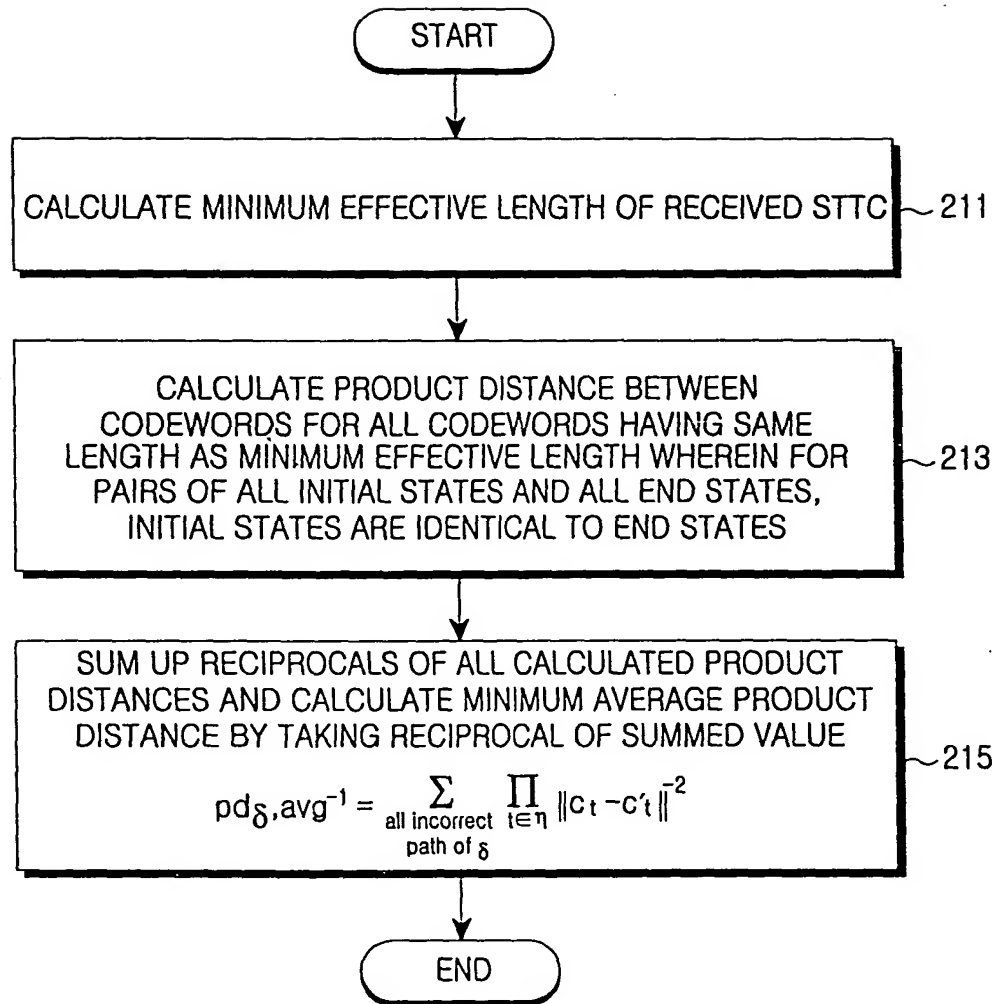 START
CALCULATE MINIMUM EFFECTIVE LENGTH OF RECEIVED STTC
211
CALCULATE PRODUCT DISTANCE BETWEEN
CODEWORDS FOR ALL CODEWORDS HAVING SAME
LENGTH AS MINIMUM EFFECTIVE LENGTH WHEREIN FOR
PAIRS OF ALL INITIAL STATES AND ALL END STATES,
INITIAL STATES ARE IDENTICAL TO END STATES
213
SUM UP RECIPROCALS OF ALL CALCULATED PRODUCT
DISTANCES AND CALCULATE MINIMUM AVERAGE PRODUCT
DISTANCE BY TAKING RECIPROCAL OF SUMMED VALUE
215
pdδ,avg⁻¹ = ∑ ∏ ‖Ct −C't‖⁻²
all incorrect t∈η
path of δ
END